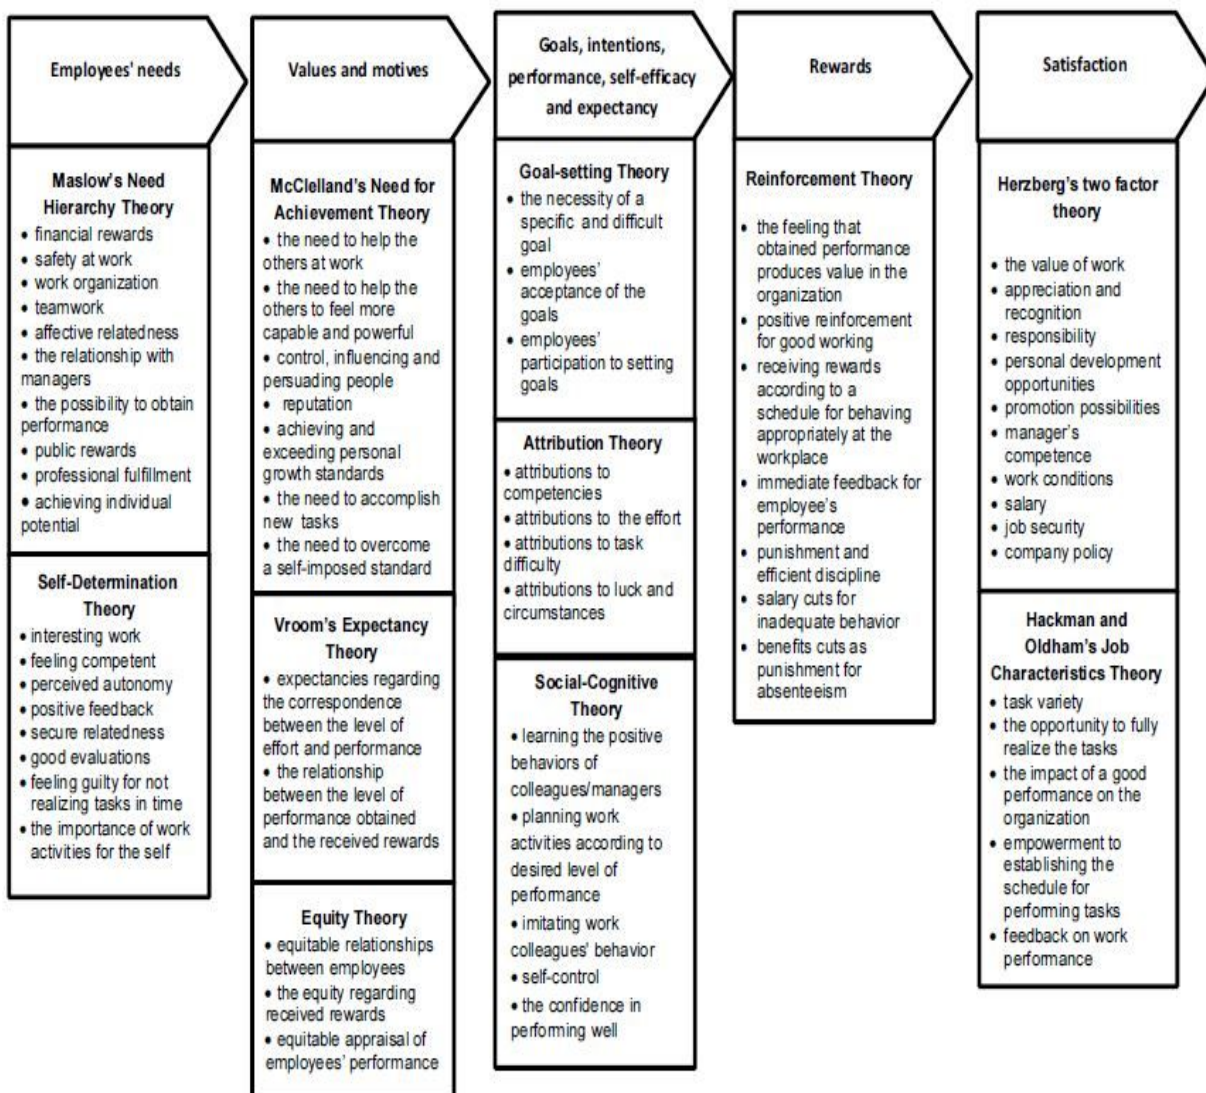 Employees' needs
Values and motives
Goals, intentions,
performance, self-efficacy
and expectancy
Rewards
Satisfaction
Maslow's Need
Hierarchy Theory
• financial rewards
• safety at work
• work organization
• teamwork
• affective relatedness
• the relationship with
managers
• the possibility to obtain
performance
• public rewards
• professional fulfillment
• achieving individual
potential
Self-Determination
Theory
• interesting work
• feeling competent
• perceived autonomy
• positive feedback
• secure relatedness
• good evaluations
• feeling guilty for not
realizing tasks in time
• the importance of work
activities for the self
McClelland's Need for
Achievement Theory
• the need to help the
others at work
• the need to help the
others to feel more
capable and powerful
• control, influencing and
persuading people
• reputation
• achieving and
exceeding personal
growth standards
• the need to accomplish
new tasks
• the need to overcome
a self-imposed standard
Vroom's Expectancy
Theory
• expectancies regarding
the correspondence
between the level of
effort and performance
• the relationship
between the level of
performance obtained
and the received rewards
Equity Theory
• equitable relationships
between employees
• the equity regarding
received rewards
• equitable appraisal of
employees' performance
Goal-setting Theory
• the necessity of a
specific and difficult
goal
• employees'
acceptance of the
goals
• employees'
participation to setting
goals
Attribution Theory
• attributions to
competencies
• attributions to the effort
• attributions to task
difficulty
• attributions to luck and
circumstances
Social-Cognitive
Theory
• learning the positive
behaviors of
colleagues/managers
• planning work
activities according to
desired level of
performance
• imitating work
colleagues' behavior
• self-control
• the confidence in
performing well
Reinforcement Theory
• the feeling that
obtained performance
produces value in the
organization
• positive reinforcement
for good working
• receiving rewards
according to a
schedule for behaving
appropriately at the
workplace
• immediate feedback for
employee's
performance
• punishment and
efficient discipline
• salary cuts for
inadequate behavior
• benefits cuts as
punishment for
absenteeism
Herzberg's two factor
theory
• the value of work
• appreciation and
recognition
• responsibility
• personal development
opportunities
• promotion possibilities
• manager's
competence
• work conditions
• salary
• job security
• company policy
Hackman and
Oldham's Job
Characteristics Theory
• task variety
• the opportunity to fully
realize the tasks
• the impact of a good
performance on the
organization
• empowerment to
establishing the
schedule for
performing tasks
• feedback on work
performance